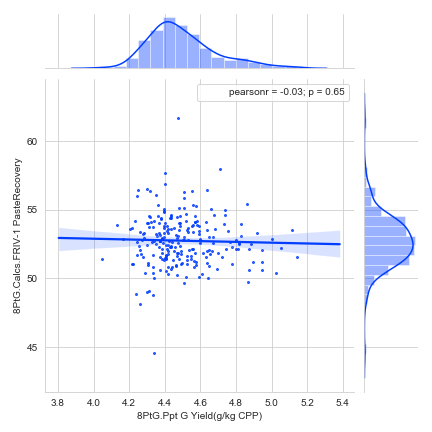 pearsonr = -0.03; p = 0.65
60
55
50
45
8PtG.Calcs.FRIV-1 PasteRecovery
3.8 4.0 4.2 4.4 4.6 4.8 5.0 5.2 5.4
8PtG.Ppt G Yield(g/kg CPP)